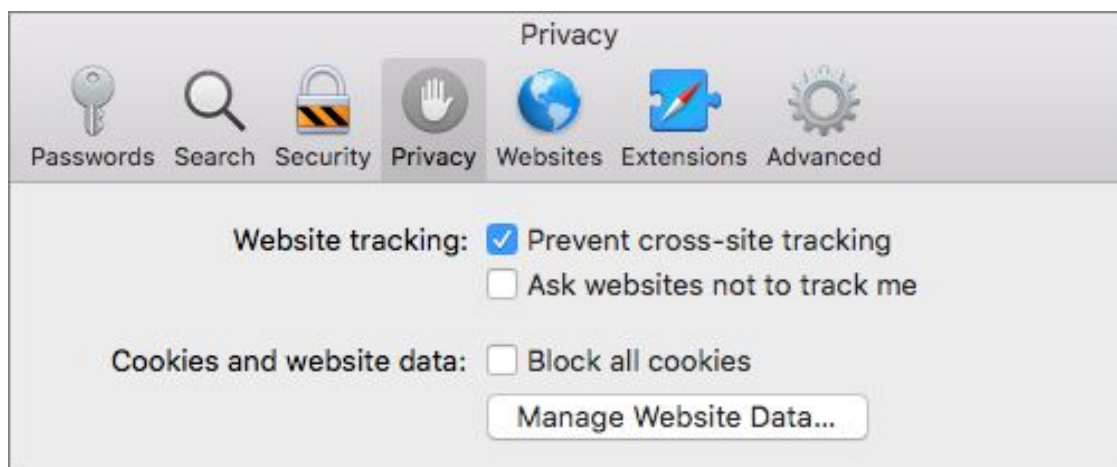 Privacy
Passwords Search Security Privacy Websites Extensions Advanced
Website tracking: Prevent cross-site tracking
Ask websites not to track me
Cookies and website data: Block all cookies
Manage Website Data...